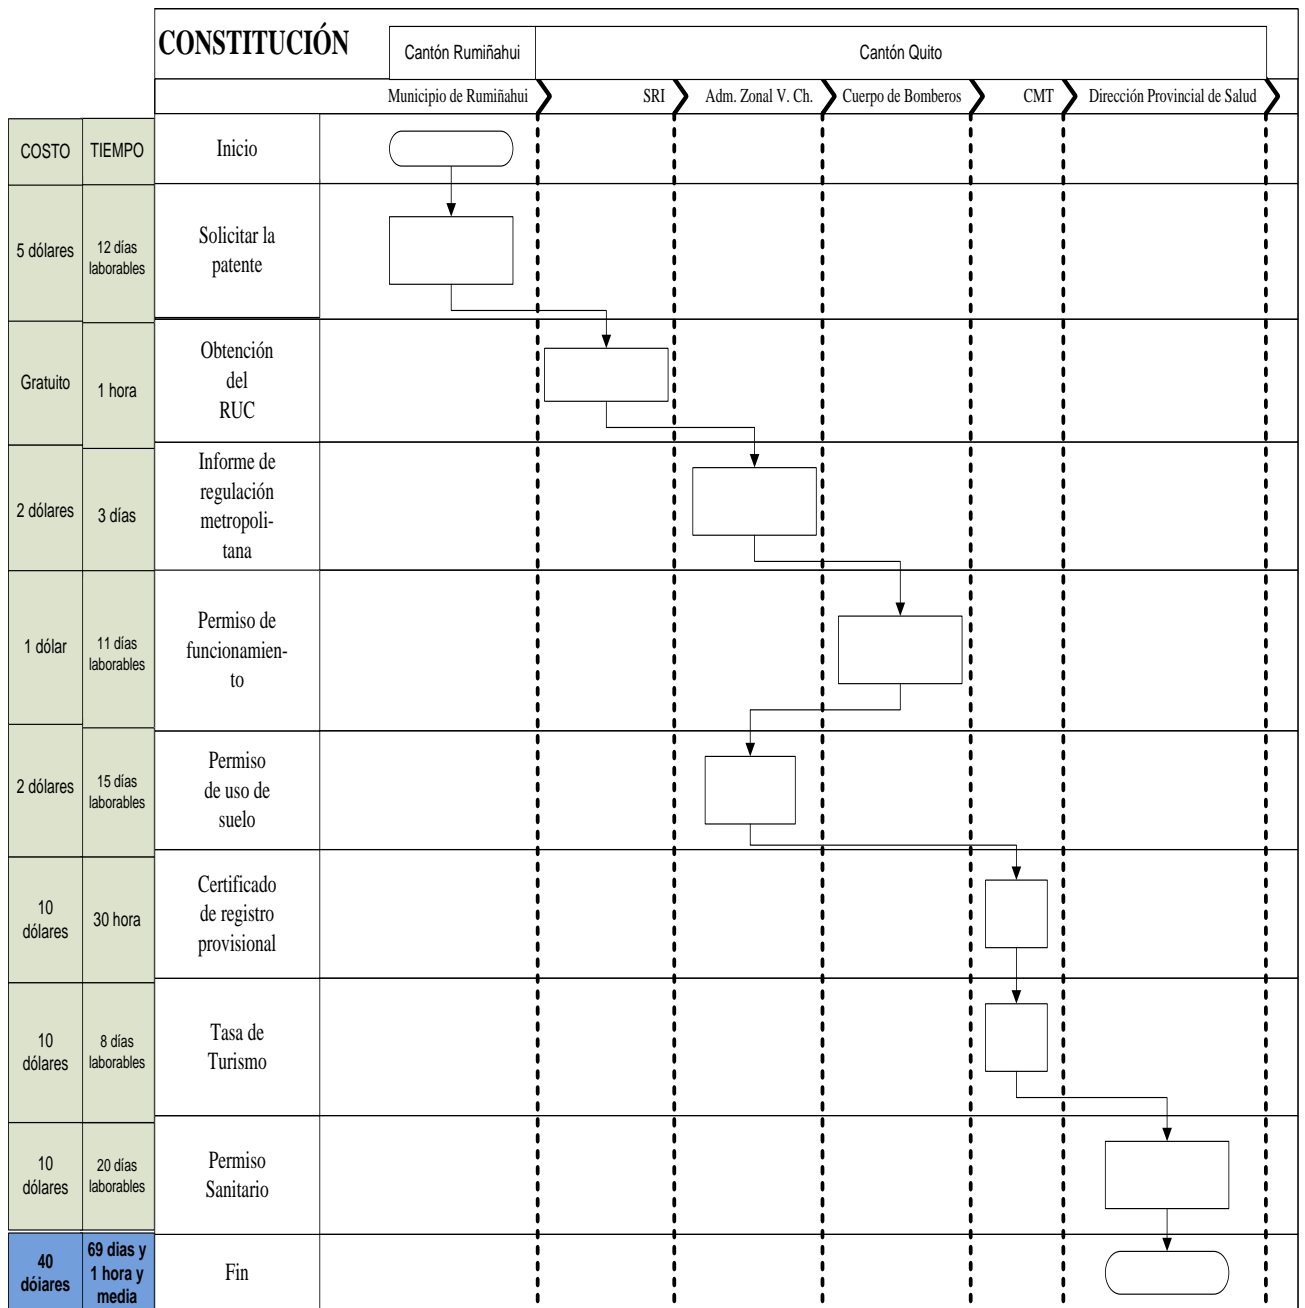 CONSTITUCIÓN
Cantón Rumiñahui
Cantón Quito
Municipio de Rumiñahui
SRI
Adm. Zonal V. Ch.
Cuerpo de Bomberos
CMT
Dirección Provincial de Salud
COSTO
TIEMPO
Inicio
5 dólares
12 días
laborables
Solicitar la
patente
Gratuito
1 hora
Obtención
del
RUC
2 dólares
3 días
Informe de
regulación
metropoli-
tana
1 dólar
11 días
laborables
Permiso de
funcionamien-
to
2 dólares
15 días
laborables
Permiso
de uso de
suelo
10
dólares
30 hora
Certificado
de registro
provisional
10
dólares
8 días
laborables
Tasa de
Turismo
10
dólares
20 días
laborables
Permiso
Sanitario
40
dóiares
69 dias y
1 hora y
media
Fin